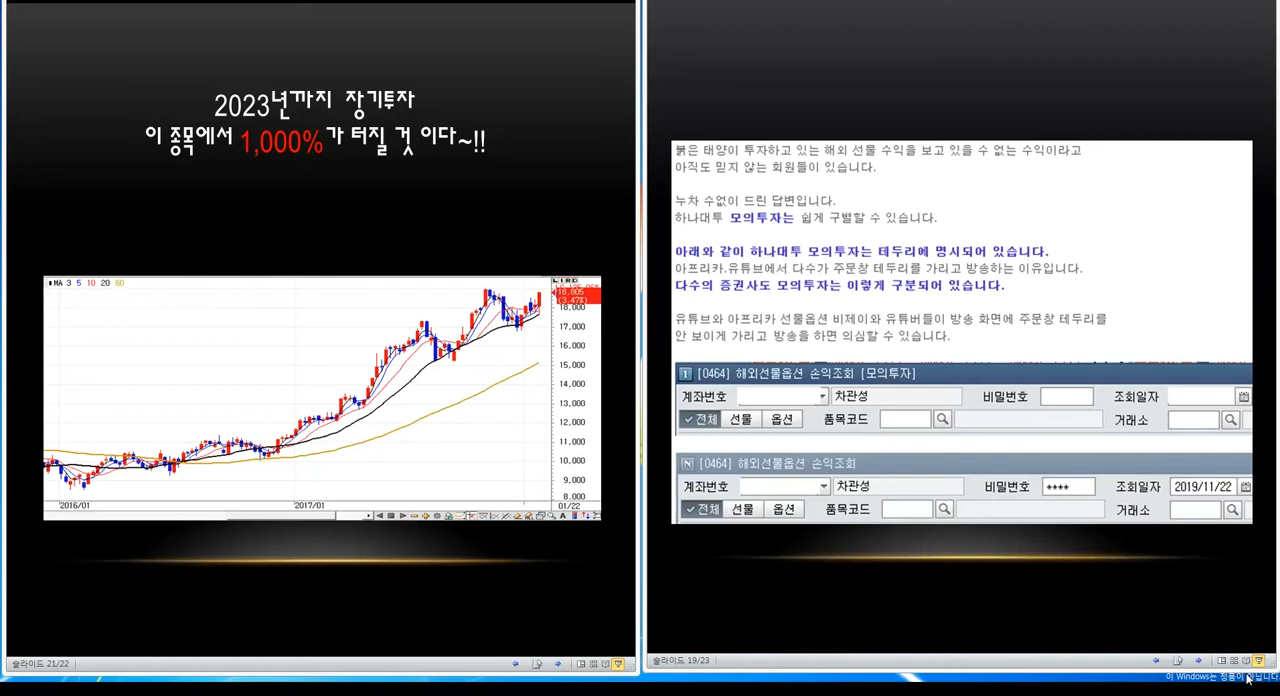 2023년까지 장기투자
이 종목에서 1,000%가 터질 것 이다~!!
MA 3 5 10 20 60
18,805
(3.47%)
18,000
17,000
16,000
15,000
14,000
13,000
12,000
11,000
10,000
9,000
8,000
2016/01
2017/01
01/22
슬라이드 21/22
붉은 태양이 투자하고 있는 해외 선물 수익을 보고 있을 수 없는 수익이라고
아직도 믿지 않는 회원들이 있습니다.
누차 수없이 드린 답변입니다.
하나대투 모의투자는 쉽게 구별할 수 있습니다.
아래와 같이 하나대투 모의투자는 테두리에 명시되어 있습니다.
아프리카.유튜브에서 다수가 주문창 테두리를 가리고 방송하는 이유입니다.
다수의 증권사도 모의투자는 이렇게 구분되어 있습니다.
유튜브와 아프리카 선물옵션 비제이와 유튜버들이 방송 화면에 주문창 테두리를
안 보이게 가리고 방송을 하면 의심할 수 있습니다.
1 [0464] 해외선물옵션 손익조회 [모의투자]
계좌번호 차관성 비밀번호 조회일자
전체 선물 옵션 품목코드 거래소
N [0464] 해외선물옵션 손익조회
계좌번호 차관성 비밀번호 **** 조회일자 2019/11/22
전체 선물 옵션 품목코드 거래소
슬라이드 19/23
이 Windows는 정품이 아닙니다.